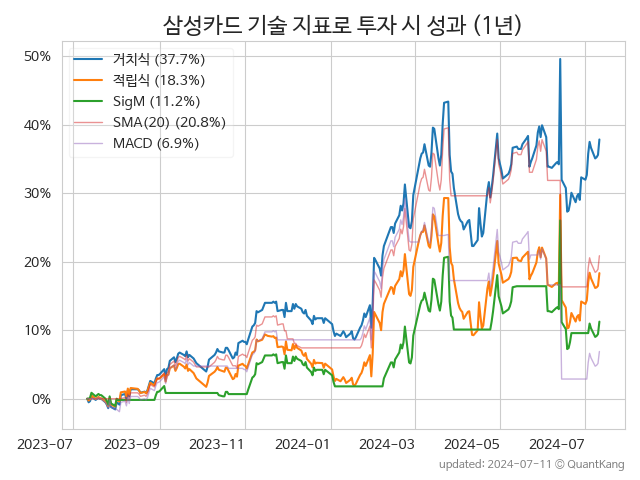 삼성카드 기술 지표로 투자 시 성과 (1년)
50%
40%
30%
20%
10%
0%
거치식 (37.7%)
적립식 (18.3%)
SigM (11.2%)
SMA(20) (20.8%)
MACD (6.9%)
2023-07 2023-09 2023-11 2024-01 2024-03 2024-05 2024-07
updated: 2024-07-11 © QuantKang